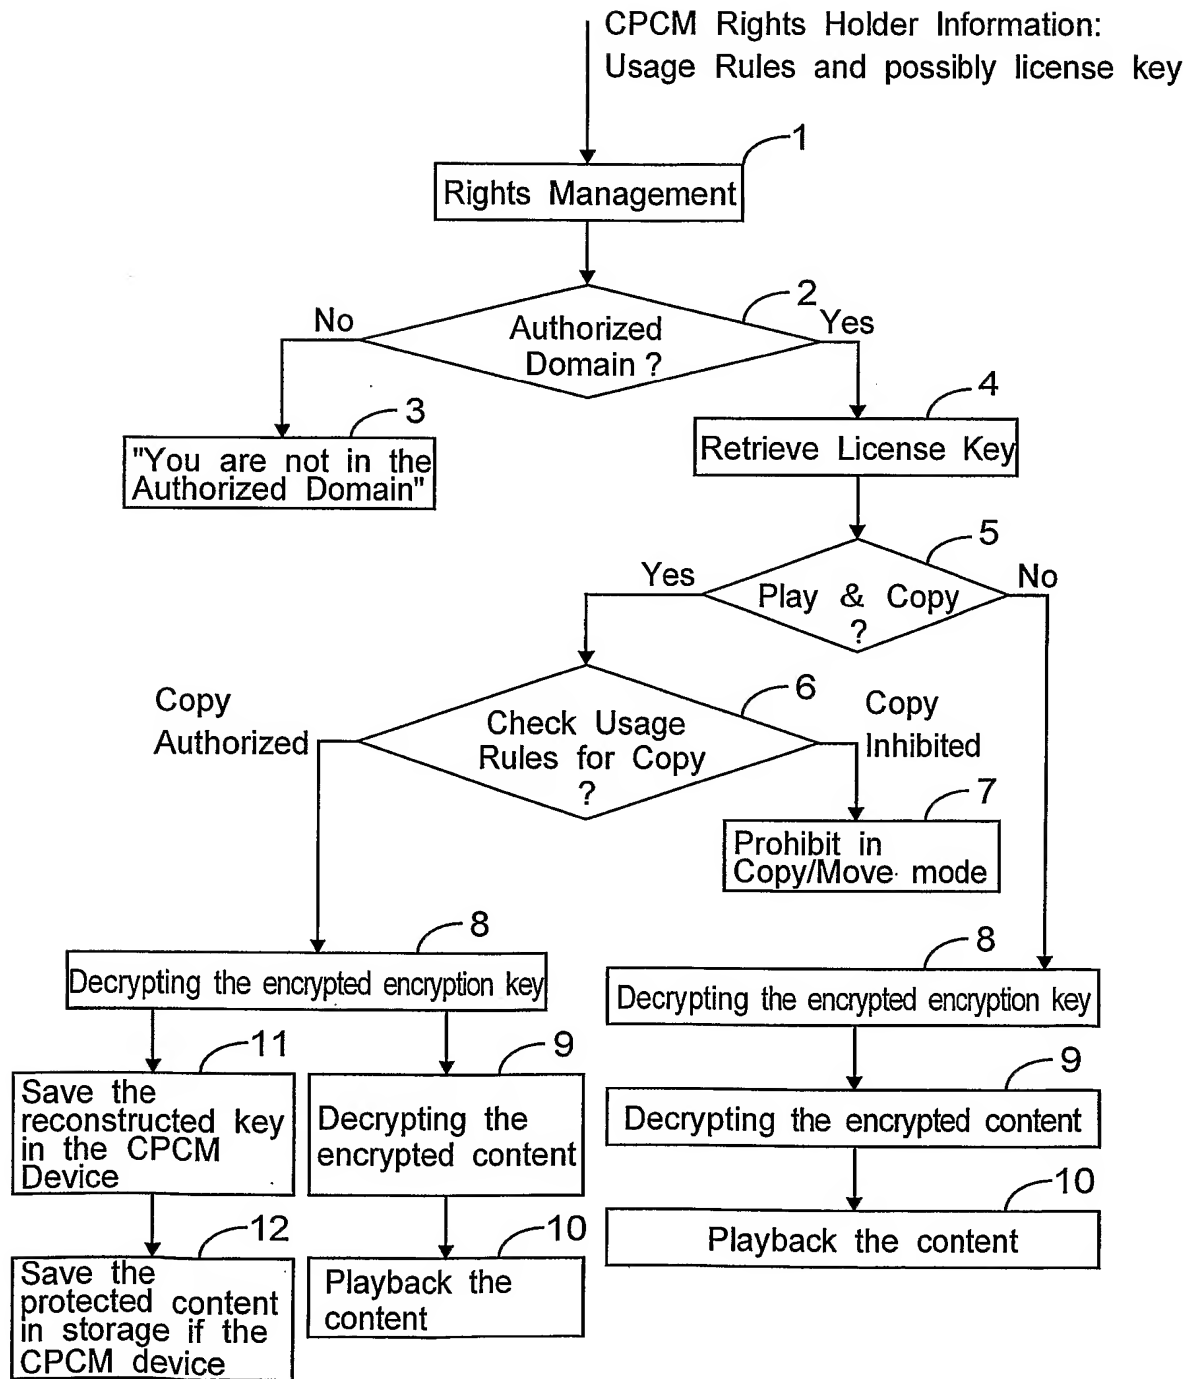 CPCM Rights Holder Information:
Usage Rules and possibly license key
1
Rights Management
2
No
Yes
Authorized
Domain ?
3
"You are not in the
Authorized Domain"
4
Retrieve License Key
5
Yes
No
Play & Copy
?
6
Copy
Authorized
Check Usage
Rules for Copy
?
Copy
Inhibited
7
Prohibit in
Copy/Move mode
8
Decrypting the encrypted encryption key
8
Decrypting the encrypted encryption key
11
Save the
reconstructed key
in the CPCM
Device
9
Decrypting the
encrypted content
9
Decrypting the encrypted content
12
Save the
protected content
in storage if the
CPCM device
10
Playback the
content
10
Playback the content